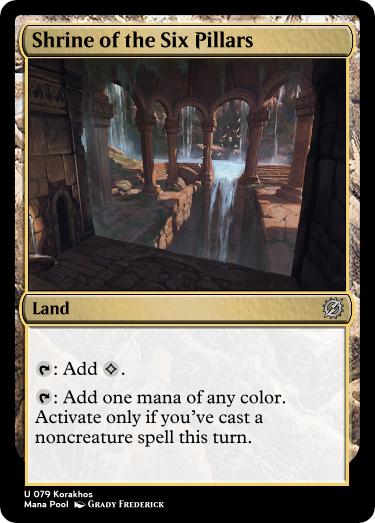 Shrine of the Six Pillars
Land
: Add .
: Add one mana of any color.
Activate only if you've cast a
noncreature spell this turn.
U 079 Korakhos
Mana Pool Grady Frederick